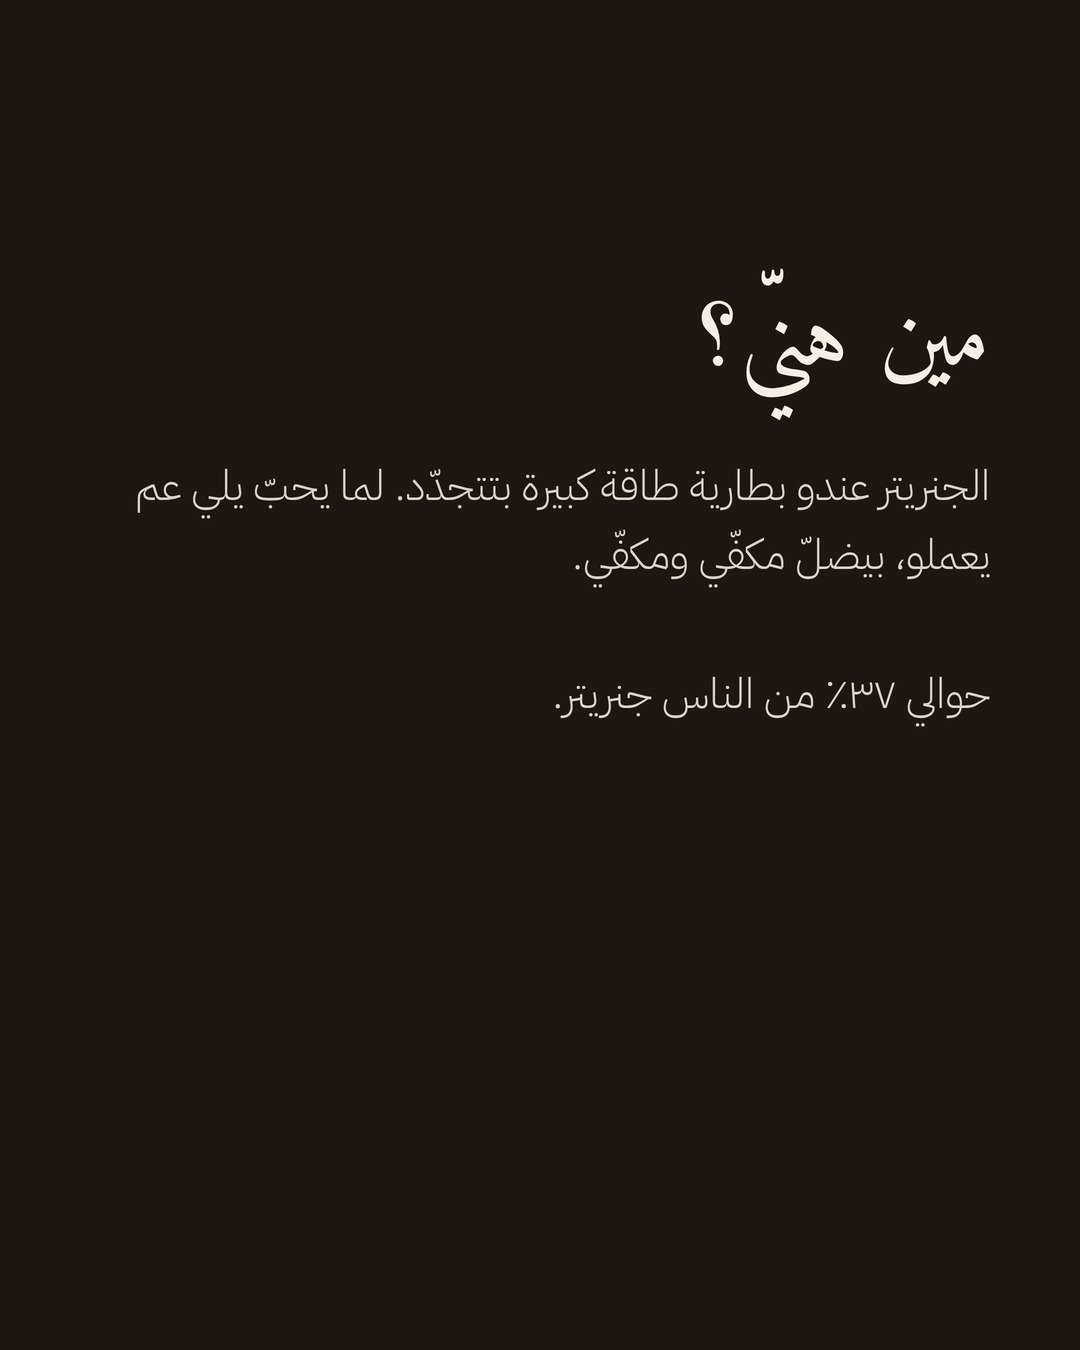 مين هنيّ؟
الجنريتر عندو بطارية طاقة كبيرة بتتجدّد. لما يحبّ يلي عم
يعملو، بيضلّ مكفّي ومكفّي.
حوالي ٣٧٪ من الناس جنريتر.